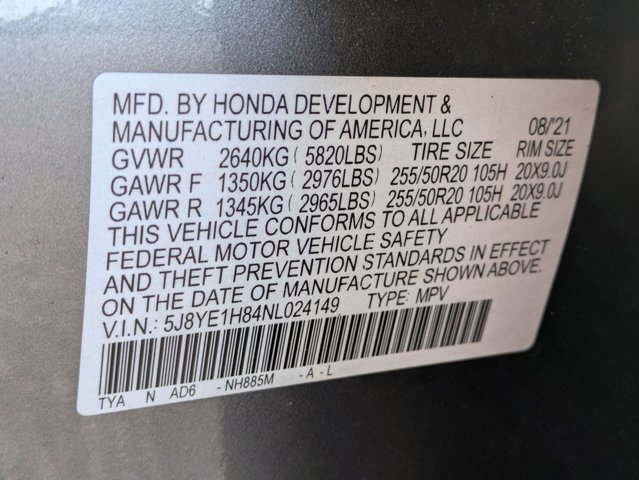 MFD. BY HONDA DEVELOPMENT &
MANUFACTURING OF AMERICA, LLC 08/'21
GVWR 2640KG ( 5820LBS) TIRE SIZE RIM SIZE
GAWR F 1350KG ( 2976LBS) 255/50R20 105H 20X9.0J
GAWR R 1345KG ( 2965LBS) 255/50R20 105H 20X9.0J
THIS VEHICLE CONFORMS TO ALL APPLICABLE
FEDERAL MOTOR VEHICLE SAFETY
AND THEFT PREVENTION STANDARDS IN EFFECT
ON THE DATE OF MANUFACTURE SHOWN ABOVE.
V.I.N.: 5J8YE1H84NL024149 TYPE: MPV
TYA N AD6 - NH885M - A - L